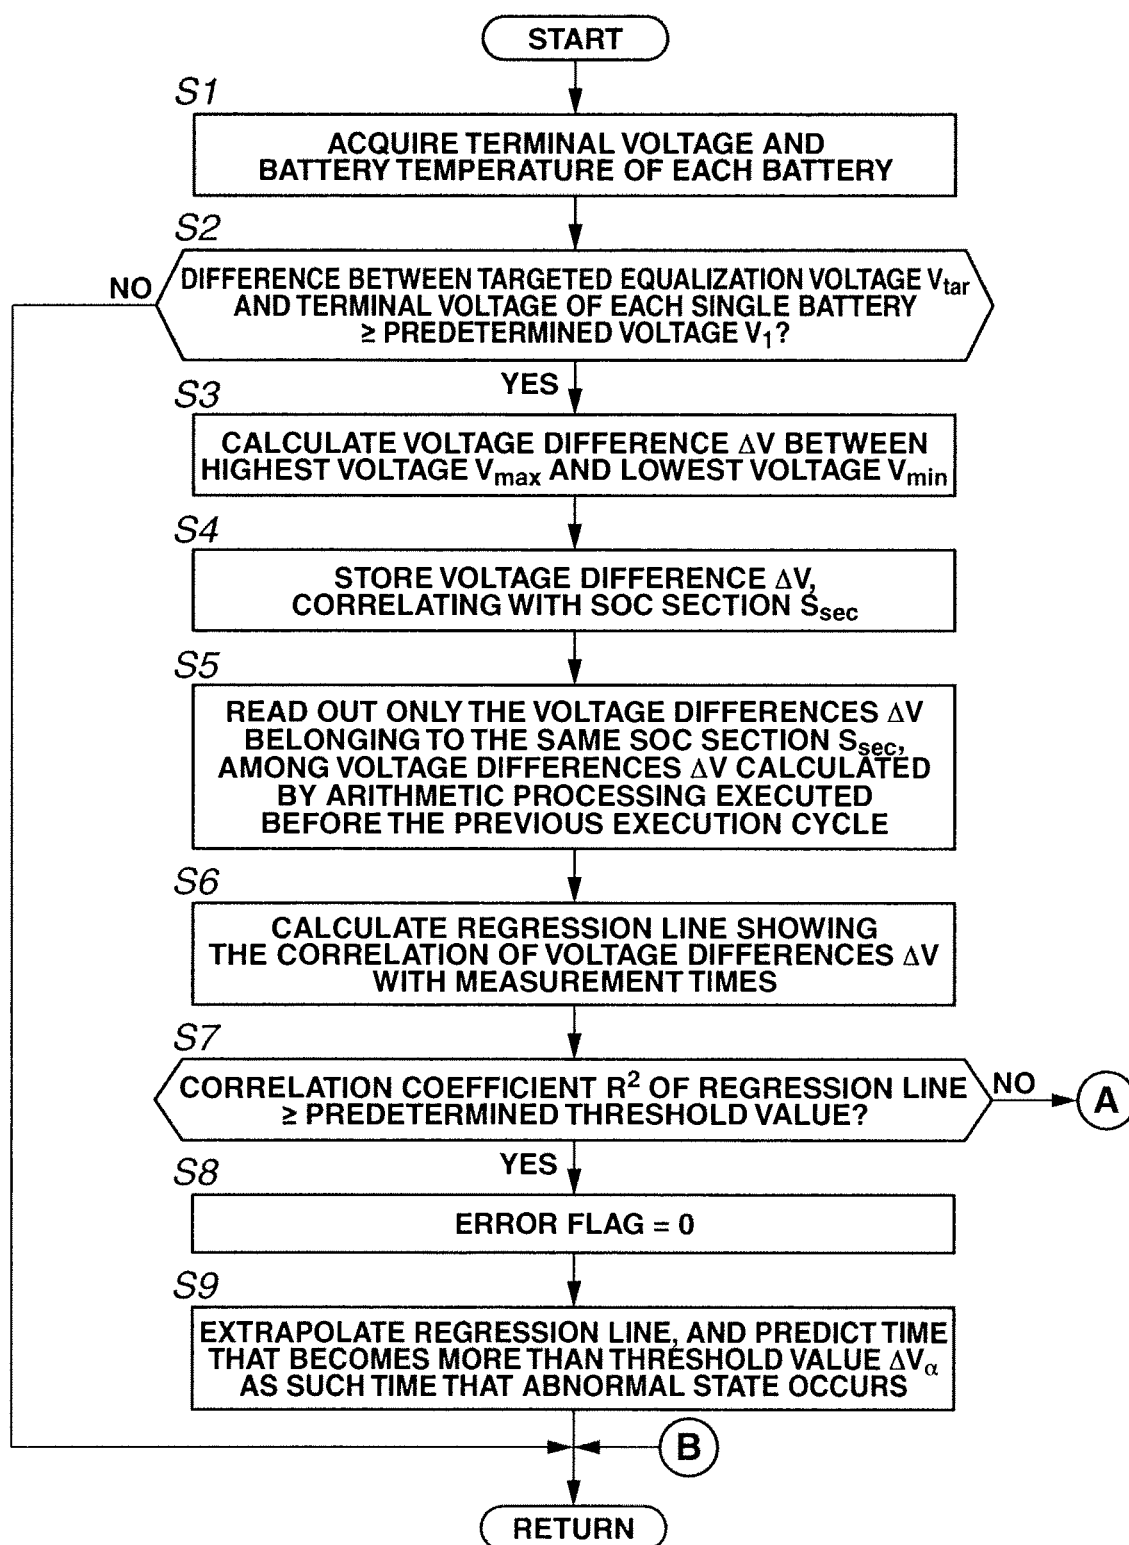 START
S1
ACQUIRE TERMINAL VOLTAGE AND
BATTERY TEMPERATURE OF EACH BATTERY
S2
NO
DIFFERENCE BETWEEN TARGETED EQUALIZATION VOLTAGE Vtar
AND TERMINAL VOLTAGE OF EACH SINGLE BATTERY
≥ PREDETERMINED VOLTAGE V1?
YES
S3
CALCULATE VOLTAGE DIFFERENCE ΔV BETWEEN
HIGHEST VOLTAGE Vmax AND LOWEST VOLTAGE Vmin
S4
STORE VOLTAGE DIFFERENCE ΔV,
CORRELATING WITH SOC SECTION Ssec
S5
READ OUT ONLY THE VOLTAGE DIFFERENCES ΔV
BELONGING TO THE SAME SOC SECTION Ssec,
AMONG VOLTAGE DIFFERENCES ΔV CALCULATED
BY ARITHMETIC PROCESSING EXECUTED
BEFORE THE PREVIOUS EXECUTION CYCLE
S6
CALCULATE REGRESSION LINE SHOWING
THE CORRELATION OF VOLTAGE DIFFERENCES ΔV
WITH MEASUREMENT TIMES
S7
CORRELATION COEFFICIENT R² OF REGRESSION LINE
≥ PREDETERMINED THRESHOLD VALUE?
NO
A
YES
S8
ERROR FLAG = 0
S9
EXTRAPOLATE REGRESSION LINE, AND PREDICT TIME
THAT BECOMES MORE THAN THRESHOLD VALUE ΔVα
AS SUCH TIME THAT ABNORMAL STATE OCCURS
B
RETURN